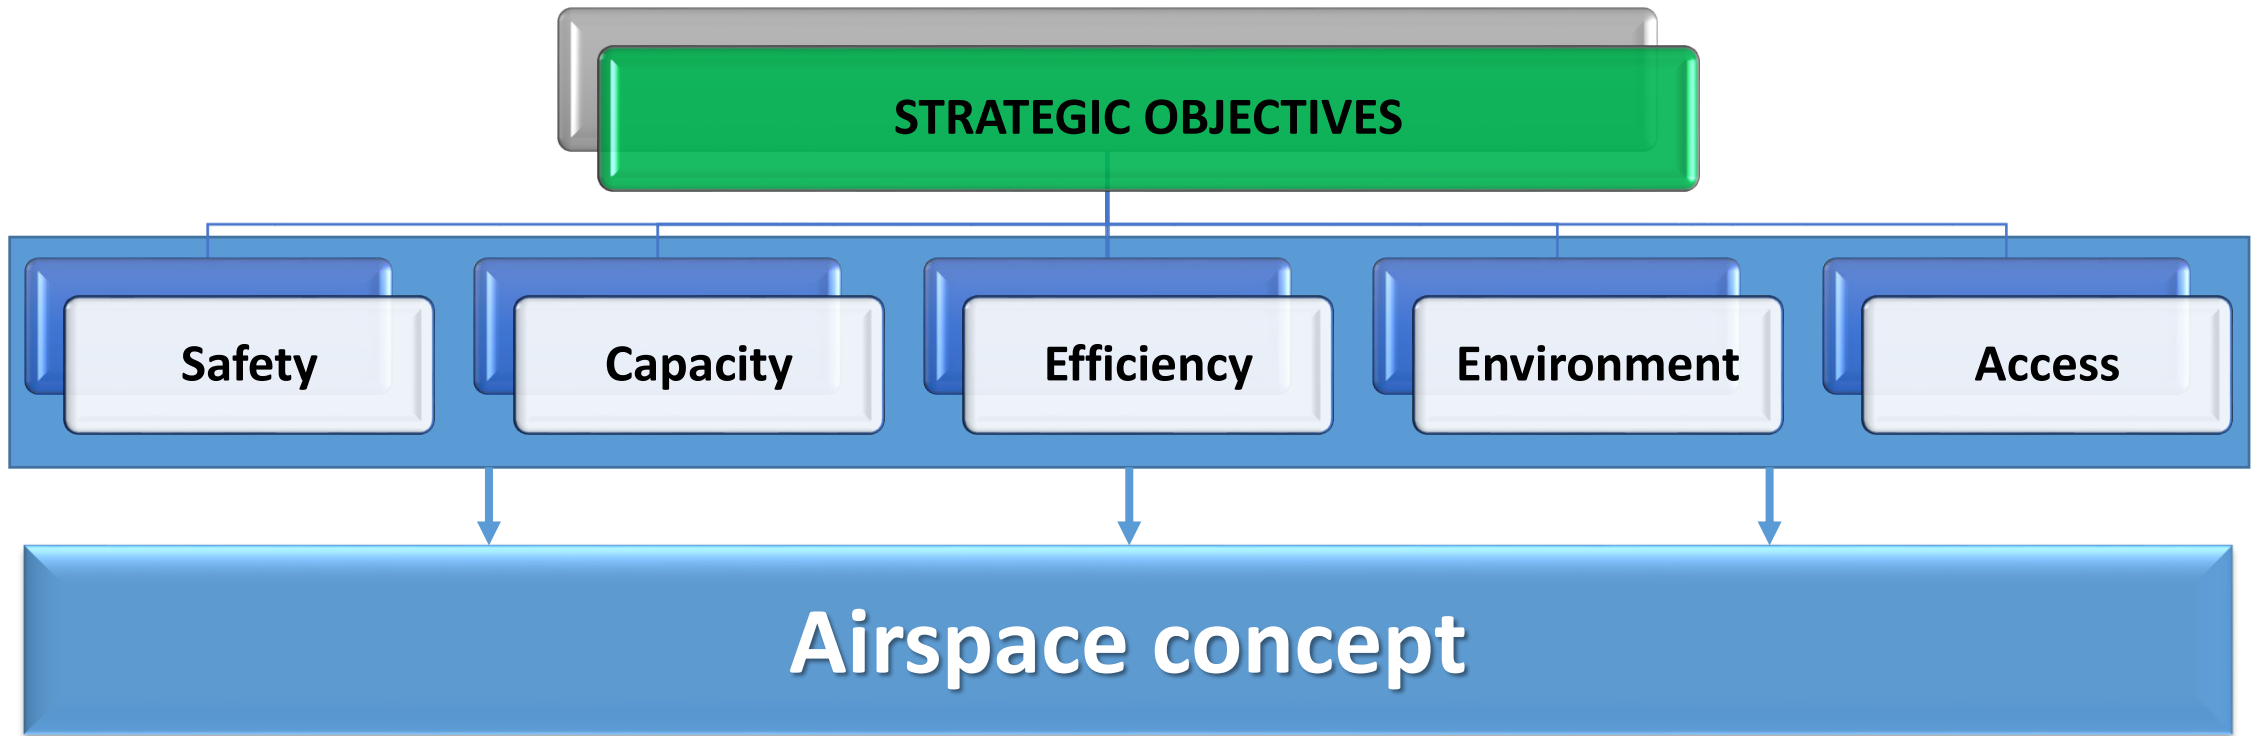 STRATEGIC OBJECTIVES
Safety
Capacity
Efficiency
Environment
Access
Airspace concept